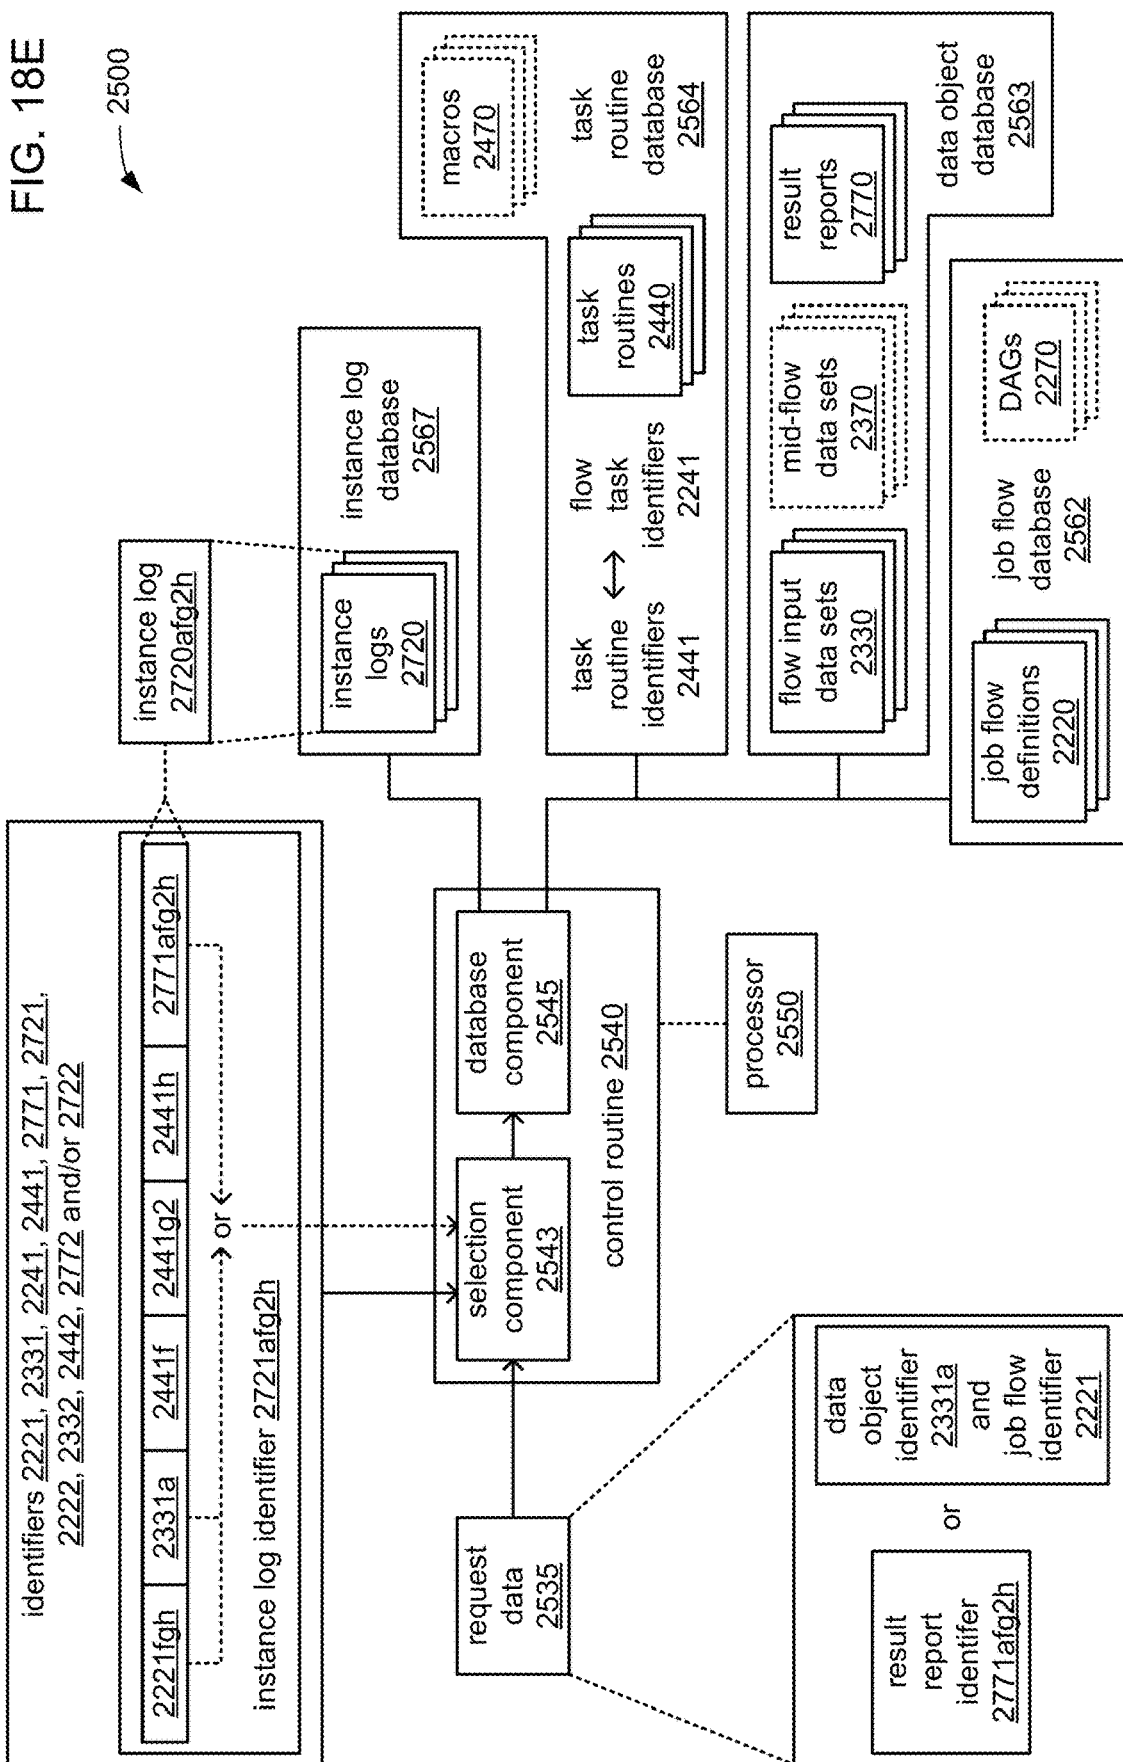 FIG. 18E
2500
identifiers 2221, 2331, 2241, 2441, 2771, 2721,
2222, 2332, 2442, 2772 and/or 2722
2221fgh 2331a 2441f 2441g2 2441h 2771afg2h
or
instance log identifier 2721afg2h
instance log
2720afg2h
instance
logs
2720
instance log
database
2567
request
data
2535
selection
component
2543
database
component
2545
control routine 2540
processor
2550
task
routine
identifiers
2441
flow
task
identifiers
2241
task
routines
2440
macros
2470
task
routine
database
2564
flow input
data sets
2330
mid-flow
data sets
2370
result
reports
2770
data object
database
2563
job flow
definitions
2220
job flow
database
2562
DAGs
2270
result
report
identifer
2771afg2h
or
data
object
identifier
2331a
and
job flow
identifier
2221